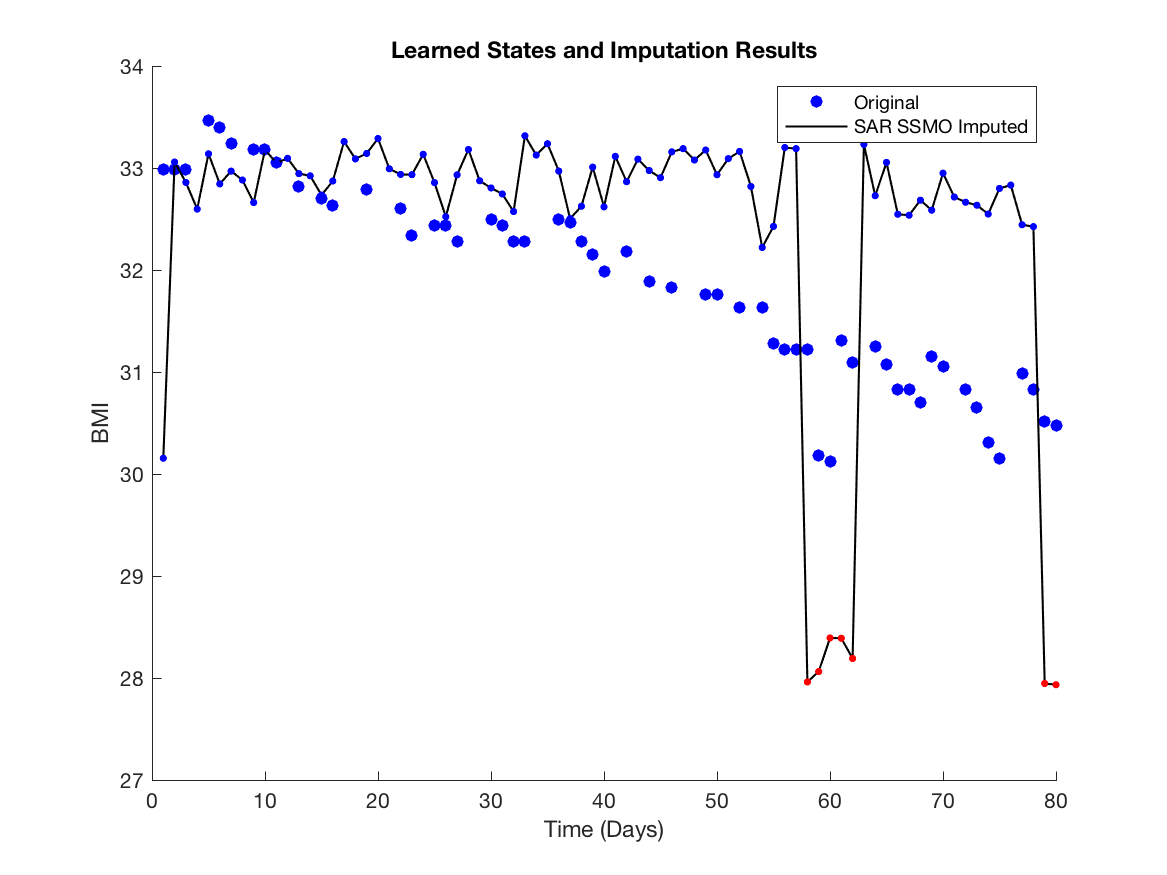 Learned States and Imputation Results
Original
SAR SSMO Imputed
34
33
32
31
30
29
28
27
BMI
0 10 20 30 40 50 60 70 80
Time (Days)